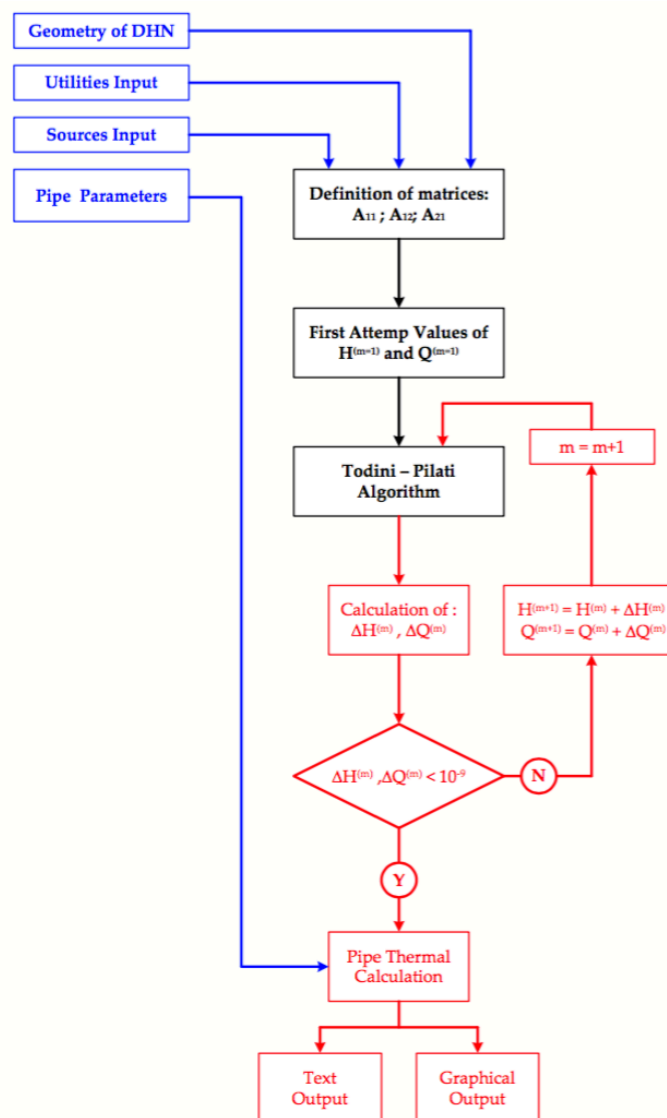 Geometry of DHN
Utilities Input
Sources Input
Pipe Parameters
Definition of matrices:
A₁₁ ; A₁₂; A₂₁
First Attemp Values of
H⁽ᵐ⁼¹⁾ and Q⁽ᵐ⁼¹⁾
m = m+1
Todini – Pilati
Algorithm
Calculation of :
ΔH⁽ᵐ⁾ , ΔQ⁽ᵐ⁾
H⁽ᵐ⁺¹⁾ = H⁽ᵐ⁾ + ΔH⁽ᵐ⁾
Q⁽ᵐ⁺¹⁾ = Q⁽ᵐ⁾ + ΔQ⁽ᵐ⁾
ΔH⁽ᵐ⁾ ,ΔQ⁽ᵐ⁾ < 10⁻⁹
N
Y
Pipe Thermal
Calculation
Text
Output
Graphical
Output